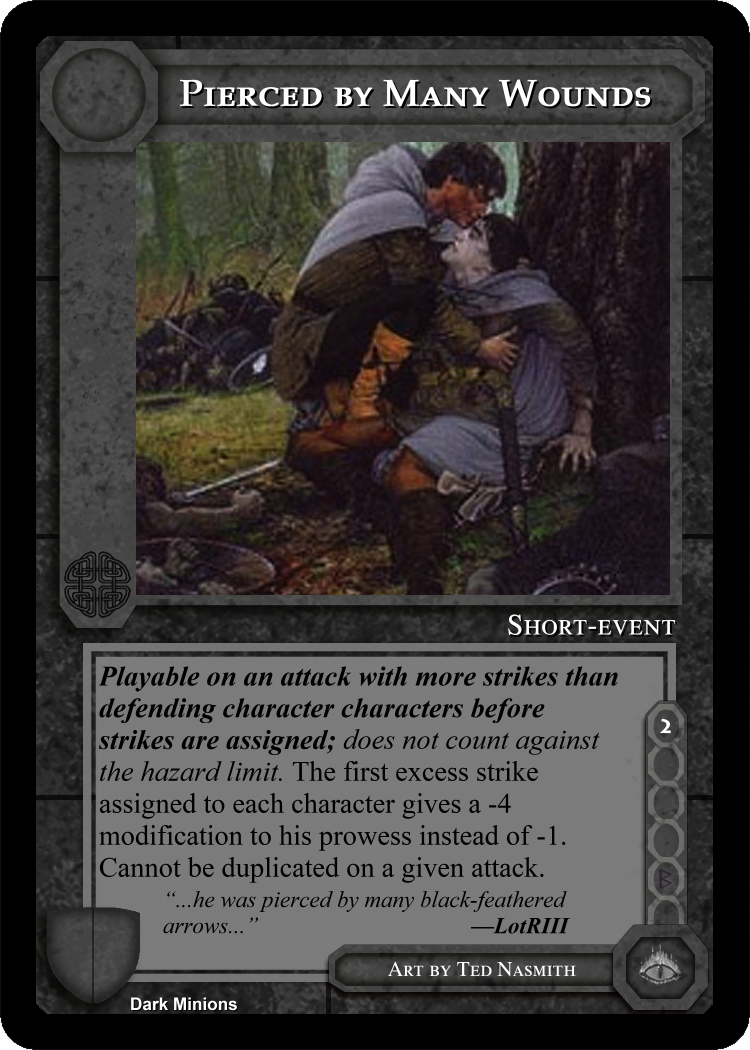 Pierced by Many Wounds
Short-event
Playable on an attack with more strikes than
defending character characters before
strikes are assigned; does not count against
the hazard limit. The first excess strike
assigned to each character gives a -4
modification to his prowess instead of -1.
Cannot be duplicated on a given attack.
2
“...he was pierced by many black-feathered
arrows...” —LotRIII
Art by Ted Nasmith
Dark Minions